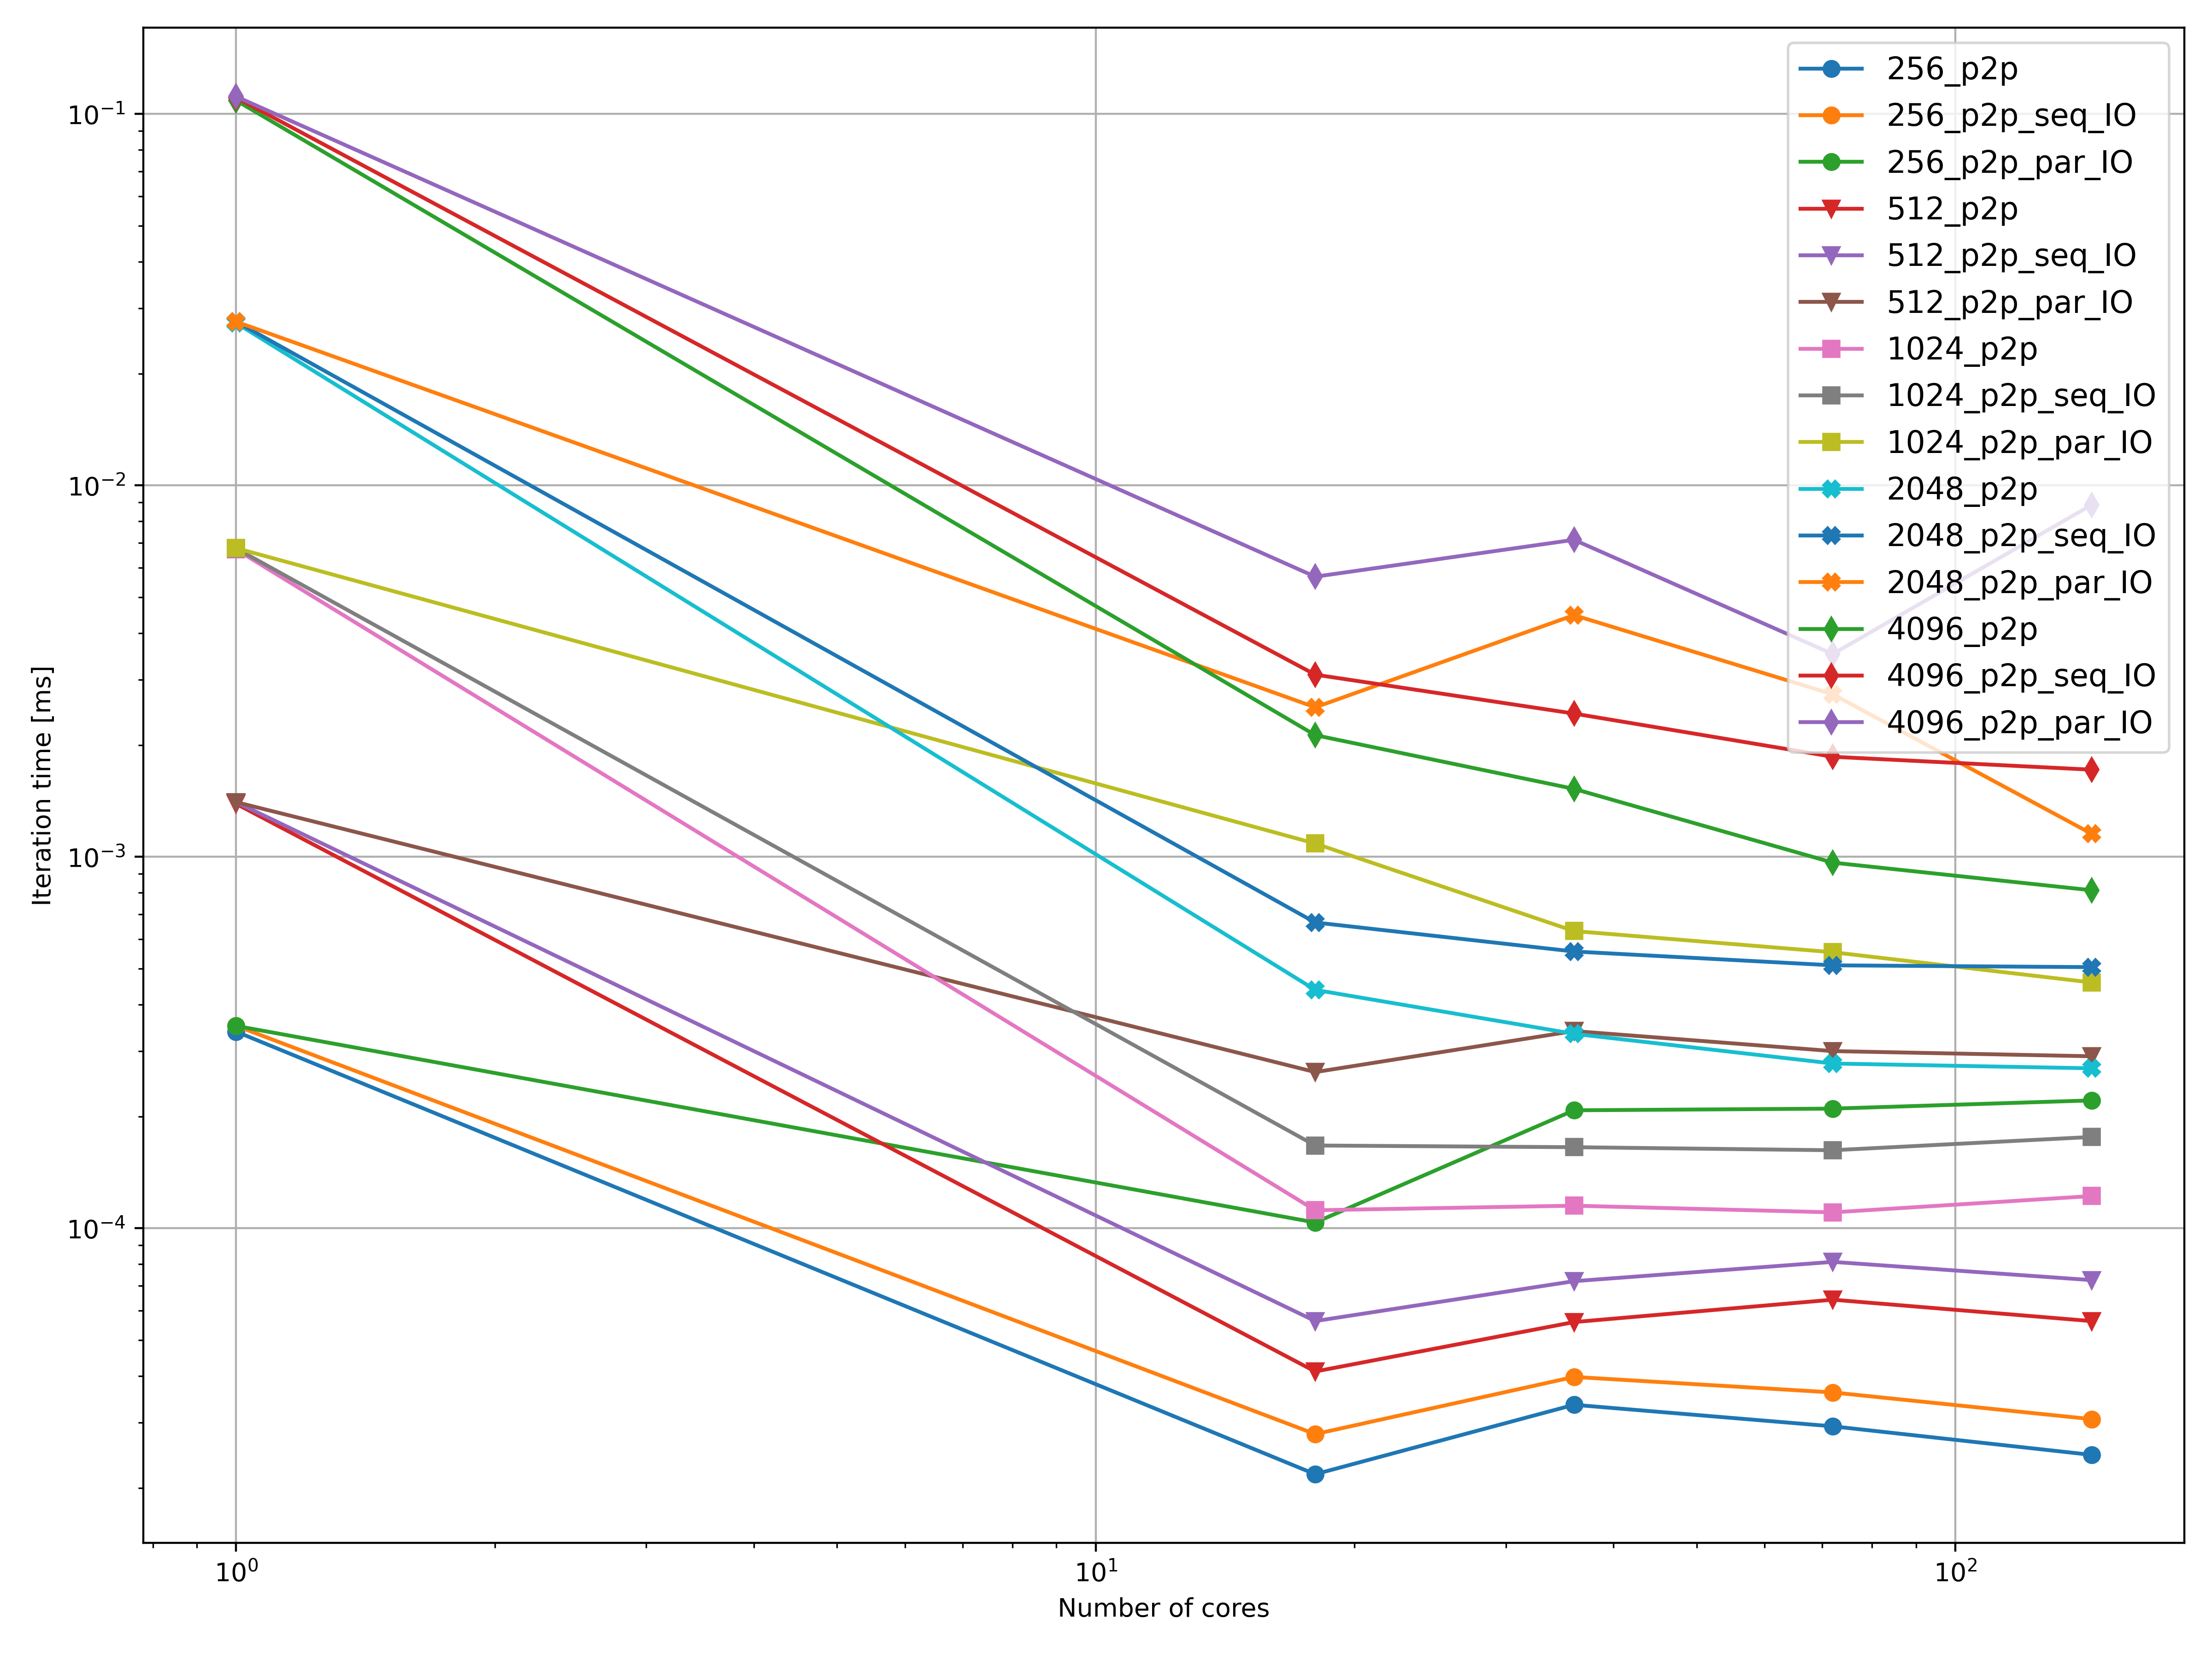 256_p2p
256_p2p_seq_IO
256_p2p_par_IO
512_p2p
512_p2p_seq_IO
512_p2p_par_IO
1024_p2p
1024_p2p_seq_IO
1024_p2p_par_IO
2048_p2p
2048_p2p_seq_IO
2048_p2p_par_IO
4096_p2p
4096_p2p_seq_IO
4096_p2p_par_IO
Iteration time [ms]
10⁻¹
10⁻²
10⁻³
10⁻⁴
10⁰ 10¹ 10²
Number of cores